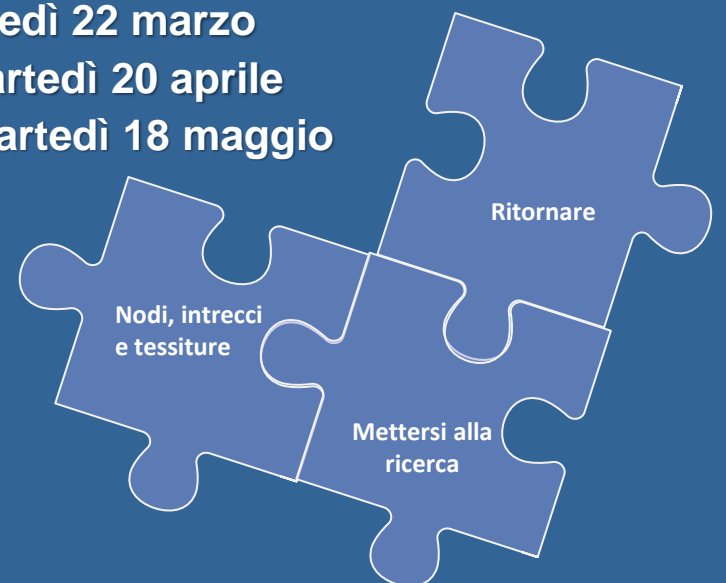 edì 22 marzo
artedì 20 aprile
artedì 18 maggio
Ritornare
Nodi, intrecci
e tessiture
Mettersi alla
ricerca